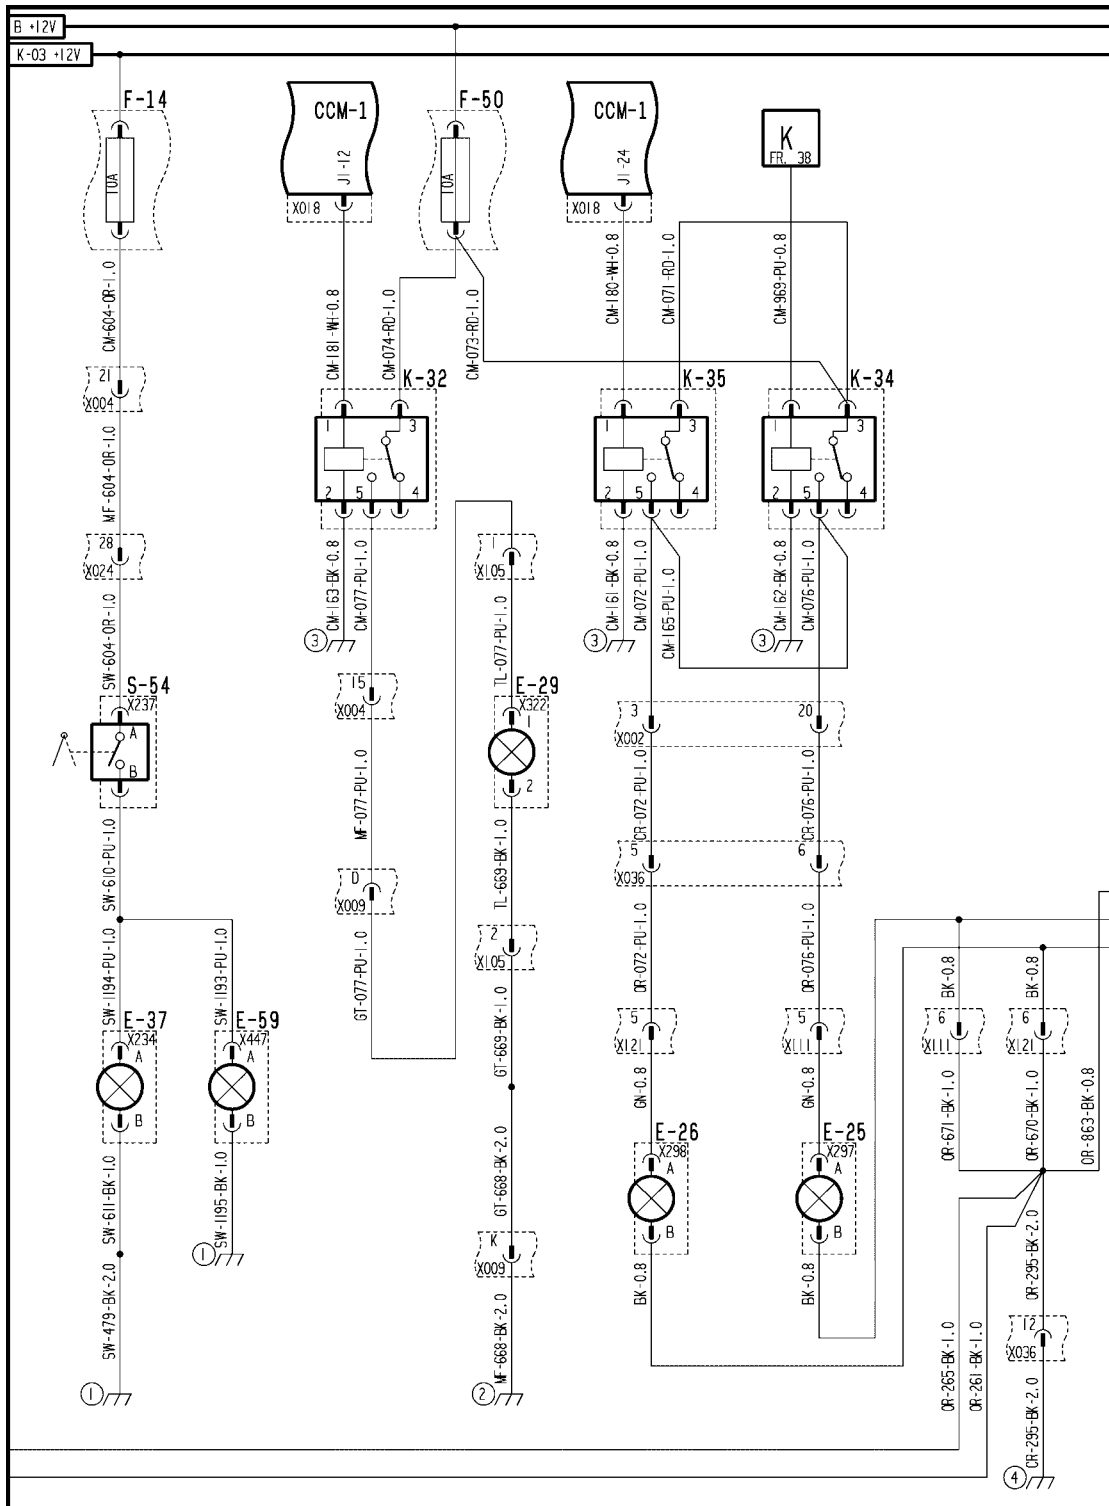 B +12V
K-03 +12V
F-14
10A
CCM-1
J1-12
X018
F-50
10A
CCM-1
J1-24
X018
K
FR. 38
CM-604-OR-1.0
CM-181-WH-0.8
CM-074-RD-1.0
CM-073-RD-1.0
CM-180-WH-0.8
CM-071-RD-1.0
CM-969-PU-0.8
21
X004
K-32
1
3
2
5
4
K-35
1
3
2
5
4
K-34
1
3
2
5
4
MF-604-OR-1.0
28
X024
CM-163-BK-0.8
CM-077-PU-1.0
1
X105
CM-161-BK-0.8
CM-072-PU-1.0
CM-165-PU-1.0
CM-162-BK-0.8
CM-076-PU-1.0
3
3
3
SW-604-OR-1.0
TL-077-PU-1.0
S-54
X237
A
B
15
X004
E-29
X322
1
2
3
X002
20
MF-077-PU-1.0
CR-072-PU-1.0
CR-076-PU-1.0
SW-610-PU-1.0
TL-669-BK-1.0
D
X009
5
X036
6
2
X105
SW-1194-PU-1.0
SW-1193-PU-1.0
GT-077-PU-1.0
GT-669-BK-1.0
OR-072-PU-1.0
OR-076-PU-1.0
BK-0.8
BK-0.8
E-37
X234
A
B
E-59
X447
A
B
5
X121
5
X111
6
X111
6
X121
GN-0.8
GN-0.8
OR-671-BK-1.0
OR-670-BK-1.0
OR-863-BK-0.8
E-26
X298
A
B
E-25
X297
A
B
SW-611-BK-1.0
SW-1195-BK-1.0
GT-668-BK-2.0
1
K
X009
BK-0.8
BK-0.8
OR-295-BK-2.0
SW-479-BK-2.0
MF-668-BK-2.0
12
X036
OR-265-BK-1.0
OR-261-BK-1.0
1
2
CR-295-BK-2.0
4